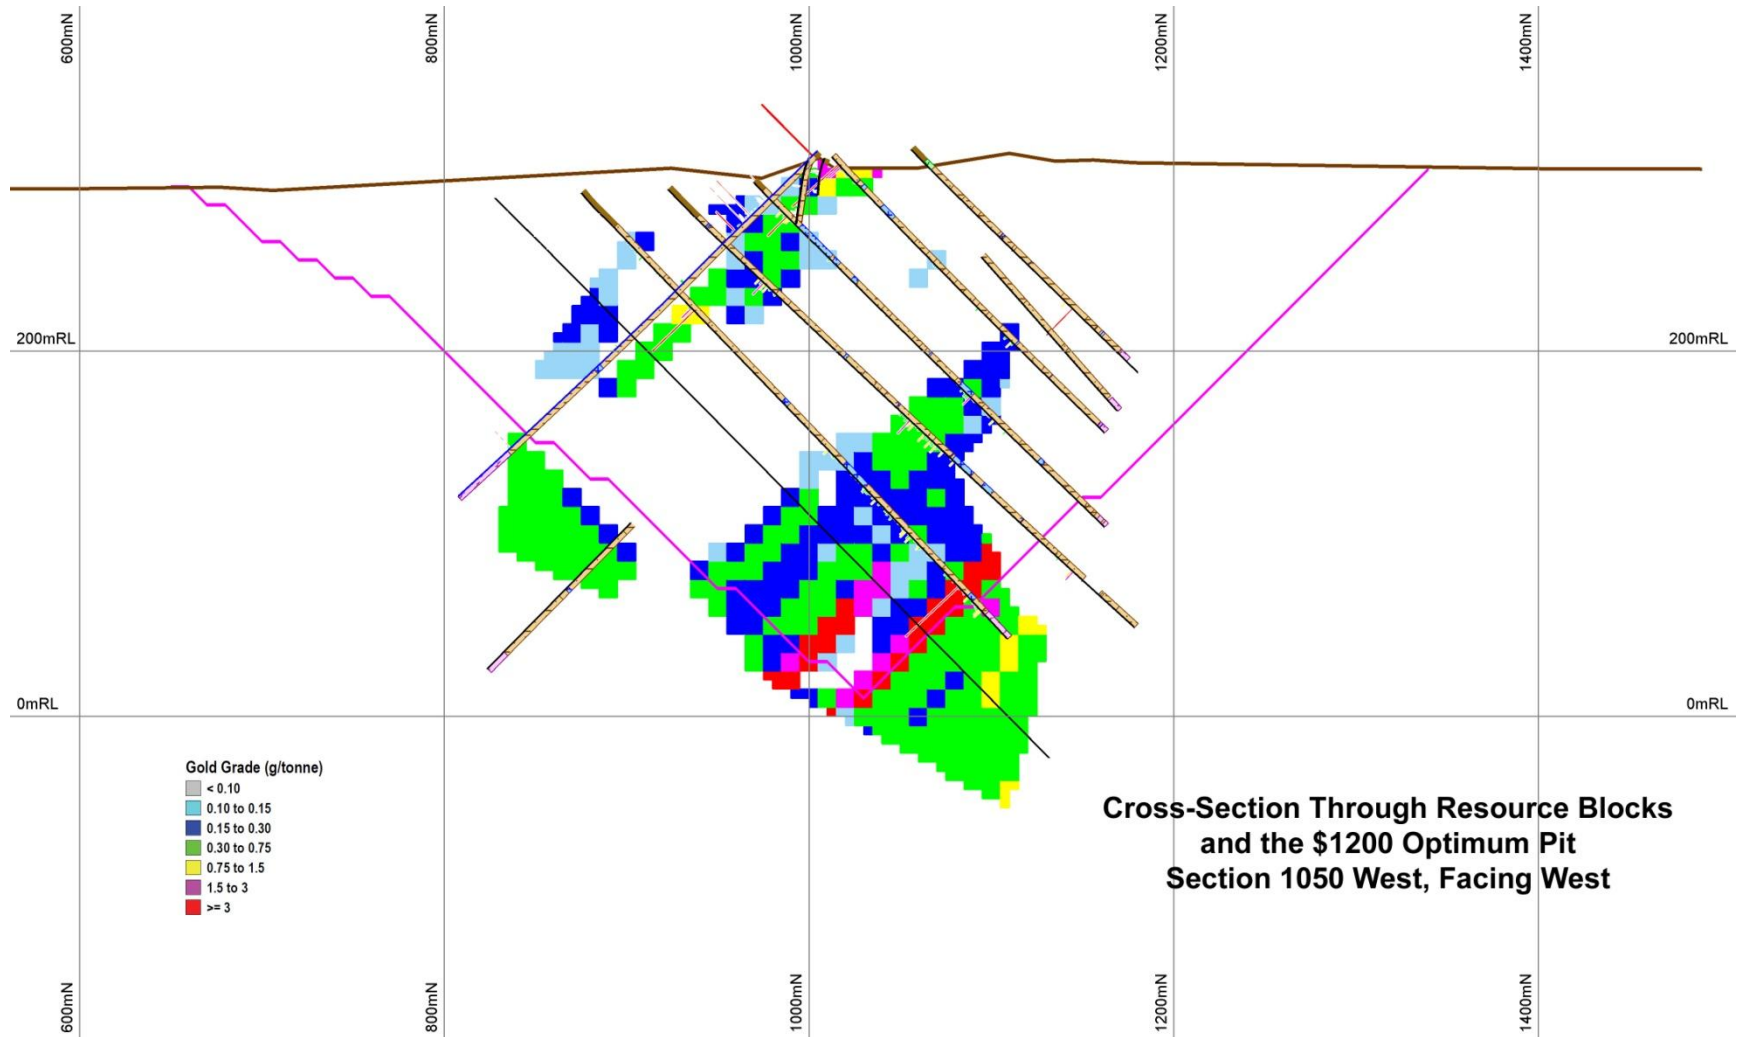 600mN
800mN
1000mN
1200mN
1400mN
200mRL
200mRL
0mRL
0mRL
Gold Grade (g/tonne)
< 0.10
0.10 to 0.15
0.15 to 0.30
0.30 to 0.75
0.75 to 1.5
1.5 to 3
>= 3
Cross-Section Through Resource Blocks
and the $1200 Optimum Pit
Section 1050 West, Facing West
600mN
800mN
1000mN
1200mN
1400mN